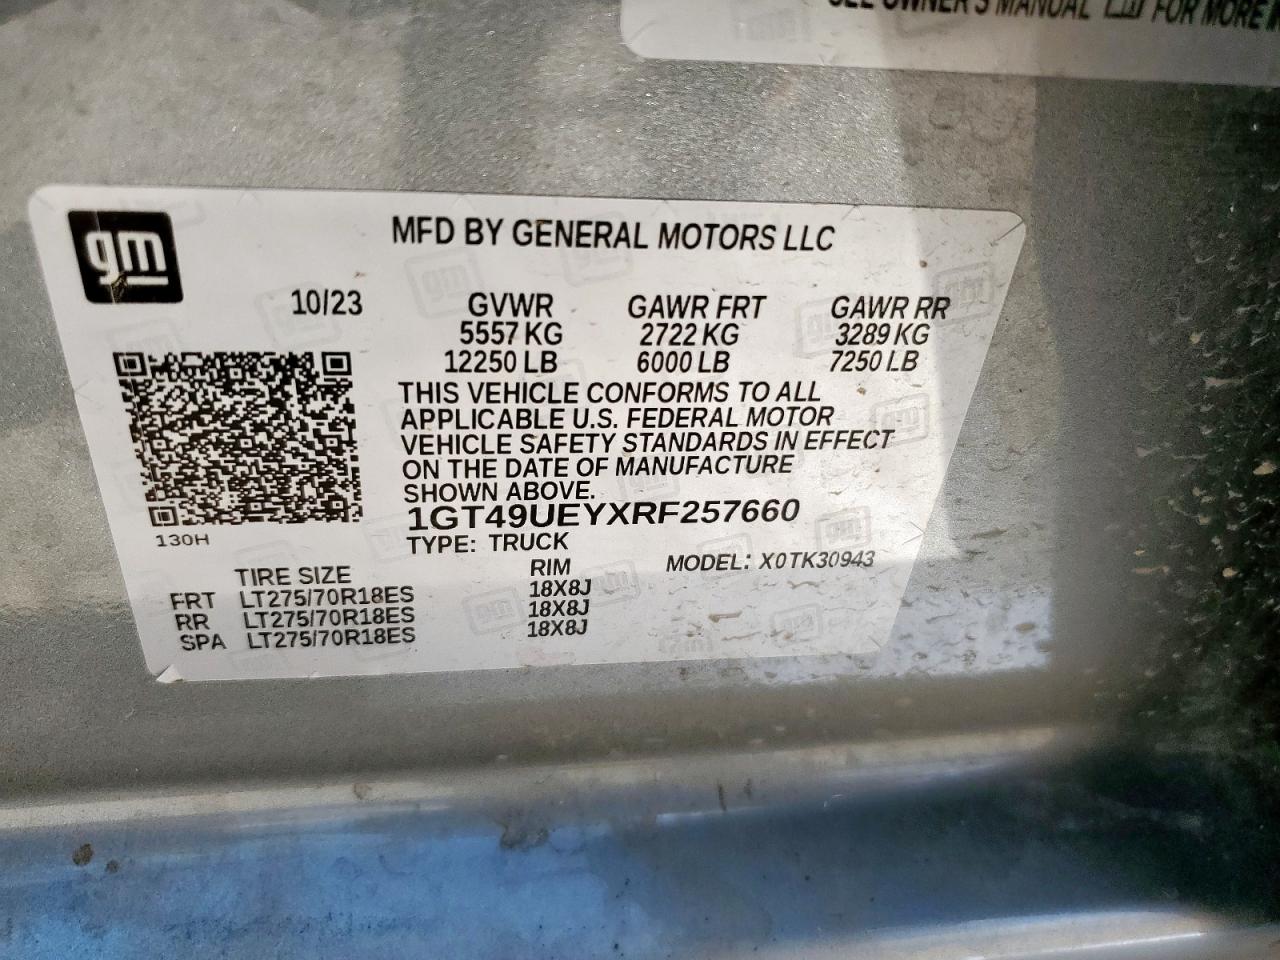 SEE OWNER'S MANUAL FOR MORE
gm
MFD BY GENERAL MOTORS LLC
10/23 GVWR GAWR FRT GAWR RR
5557 KG 2722 KG 3289 KG
12250 LB 6000 LB 7250 LB
THIS VEHICLE CONFORMS TO ALL
APPLICABLE U.S. FEDERAL MOTOR
VEHICLE SAFETY STANDARDS IN EFFECT
ON THE DATE OF MANUFACTURE
SHOWN ABOVE.
1GT49UEYXRF257660
130H
TYPE: TRUCK MODEL: X0TK30943
TIRE SIZE RIM
FRT LT275/70R18ES 18X8J
RR LT275/70R18ES 18X8J
SPA LT275/70R18ES 18X8J